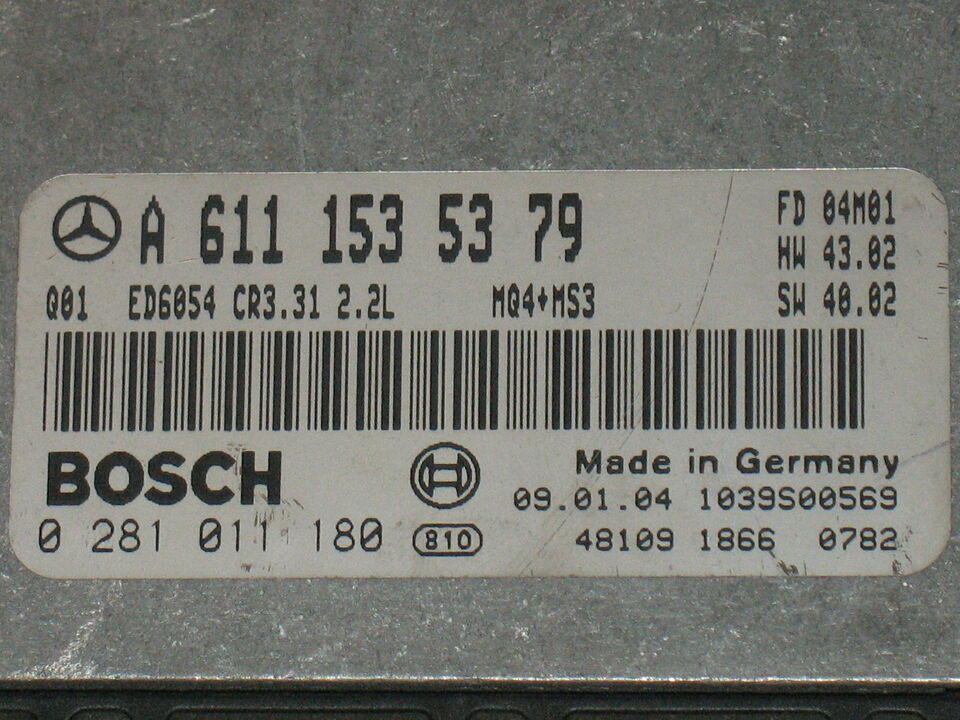 A 611 153 53 79
FD 04M01
HW 43.02
Q01 ED6054 CR3.31 2.2L MQ4+MS3
SW 40.02
BOSCH
Made in Germany
09.01.04 1039S00569
0 281 011 180
810
48109 1866 0782